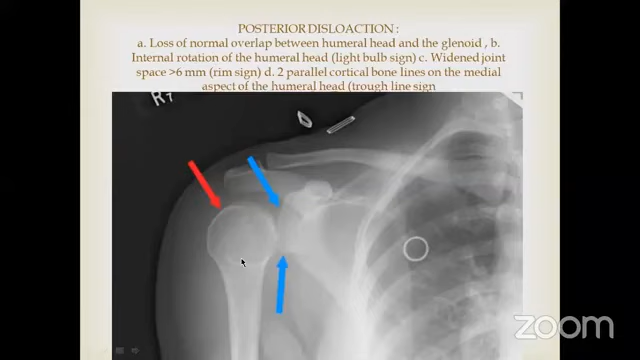 POSTERIOR DISLOACTION :
a. Loss of normal overlap between humeral head and the glenoid , b.
Internal rotation of the humeral head (light bulb sign) c. Widened joint
space >6 mm (rim sign) d. 2 parallel cortical bone lines on the medial
aspect of the humeral head (trough line sign
zoom